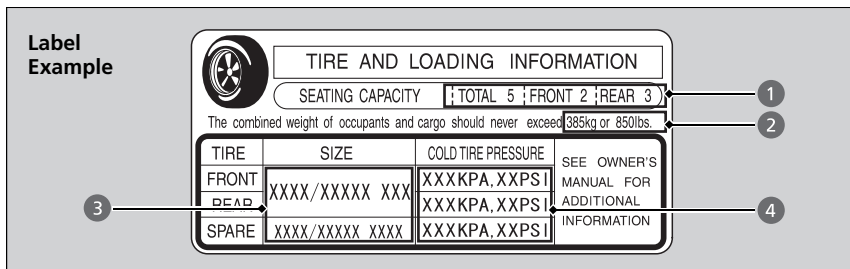 Label
Example
TIRE AND LOADING INFORMATION
SEATING CAPACITY TOTAL 5 FRONT 2 REAR 3
1
The combined weight of occupants and cargo should never exceed 385kg or 850lbs.
2
TIRE SIZE COLD TIRE PRESSURE
SEE OWNER'S
MANUAL FOR
ADDITIONAL
INFORMATION
FRONT XXXX/XXXXX XXX XXXKPA,XXPSI
REAR XXXKPA,XXPSI
SPARE XXXX/XXXXX XXXX XXXKPA,XXPSI
3
4